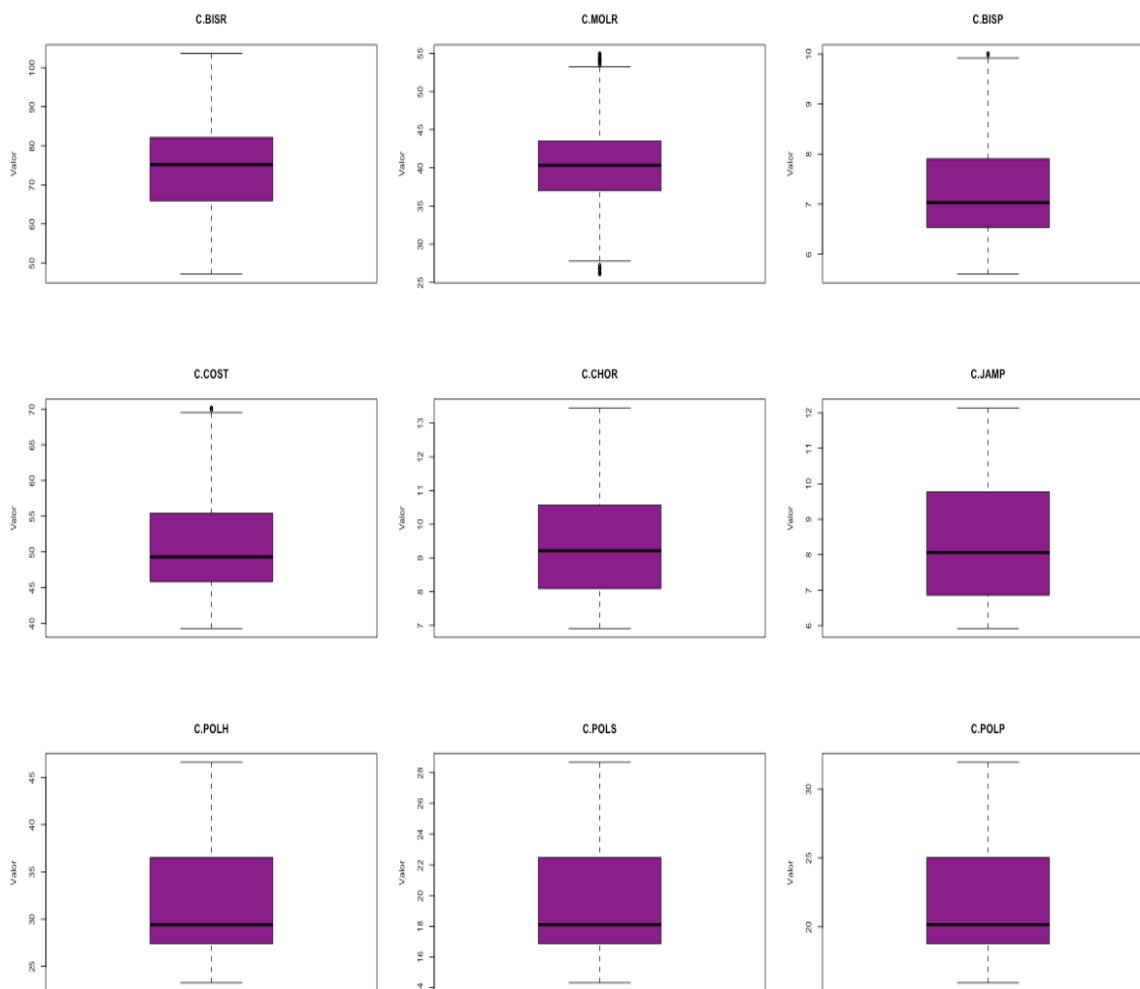 C.BISR
Valor
50 60 70 80 90 100
C.MOLR
Valor
25 30 35 40 45 50 55
C.BISP
Valor
6 7 8 9 10
C.COST
Valor
40 45 50 55 60 65 70
C.CHOR
Valor
7 8 9 10 11 12 13
C.JAMP
Valor
6 7 8 9 10 11 12
C.POLH
Valor
25 30 35 40 45
C.POLS
Valor
4 16 18 20 22 24 26 28
C.POLP
Valor
20 25 30